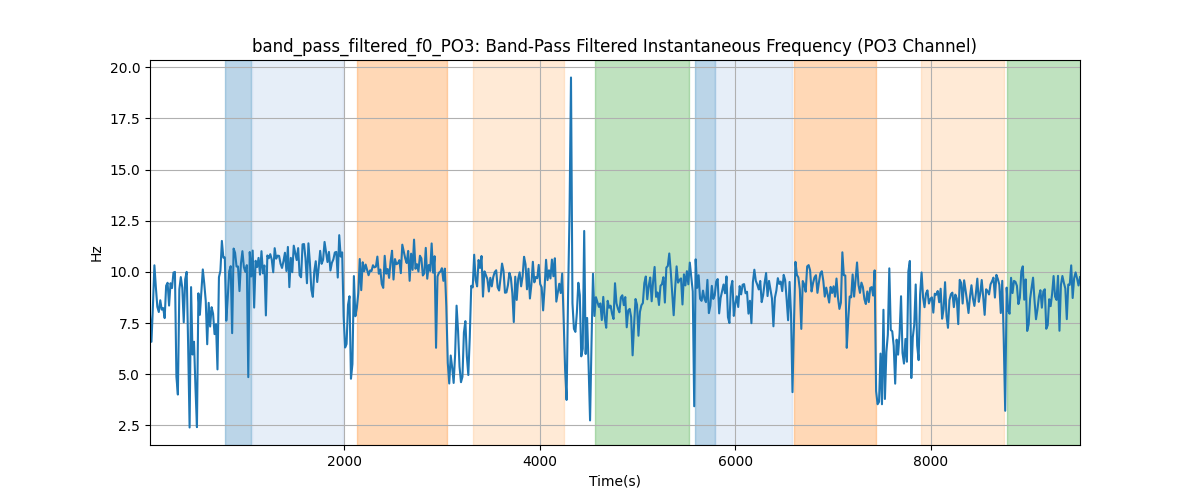 band_pass_filtered_f0_PO3: Band-Pass Filtered Instantaneous Frequency (PO3 Channel)
20.0
17.5
15.0
12.5
10.0
7.5
5.0
2.5
Hz
2000 4000 6000 8000
Time(s)